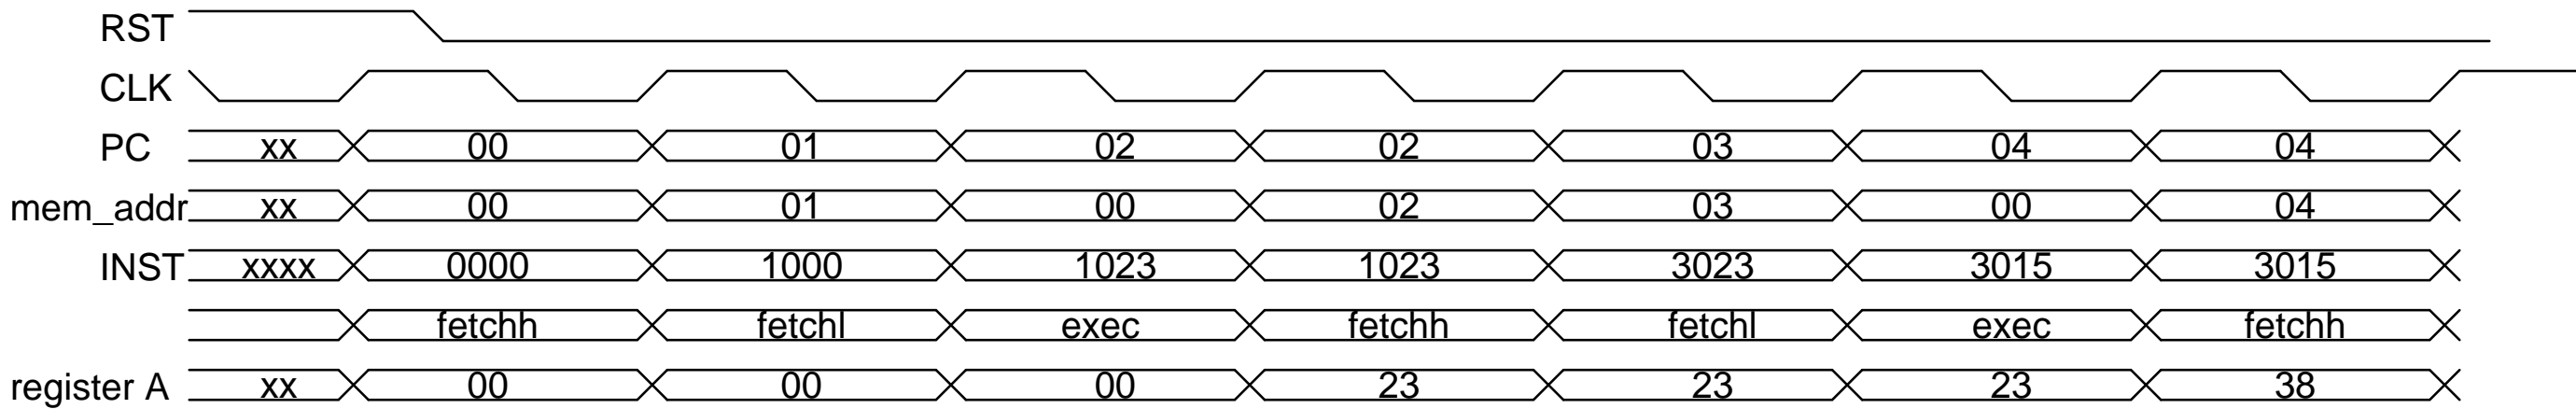 RST
CLK
PC xx 00 01 02 02 03 04 04
mem_addr xx 00 01 00 02 03 00 04
INST xxxx 0000 1000 1023 1023 3023 3015 3015
fetchh fetchl exec fetchh fetchl exec fetchh
register A xx 00 00 00 23 23 23 38